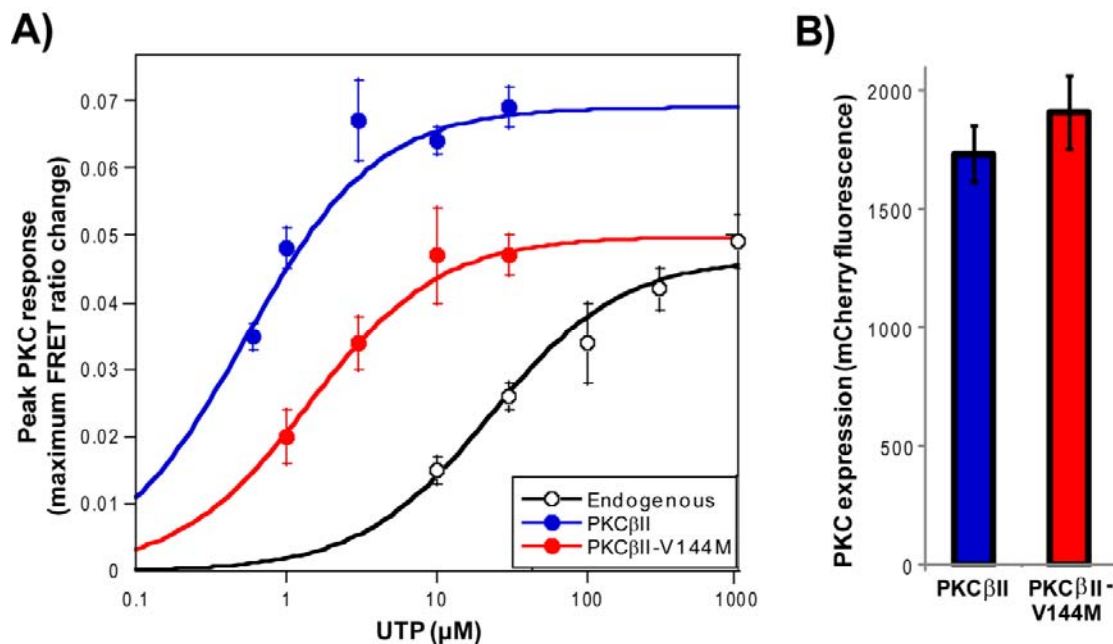 A)
Peak PKC response
(maximum FRET ratio change)
0.07
0.06
0.05
0.04
0.03
0.02
0.01
0
0.1
1
10
100
1000
UTP (µM)
Endogenous
PKCβII
PKCβII-V144M
B)
PKC expression (mCherry fluorescence)
2000
1500
1000
500
0
PKCβII
PKCβII-
V144M